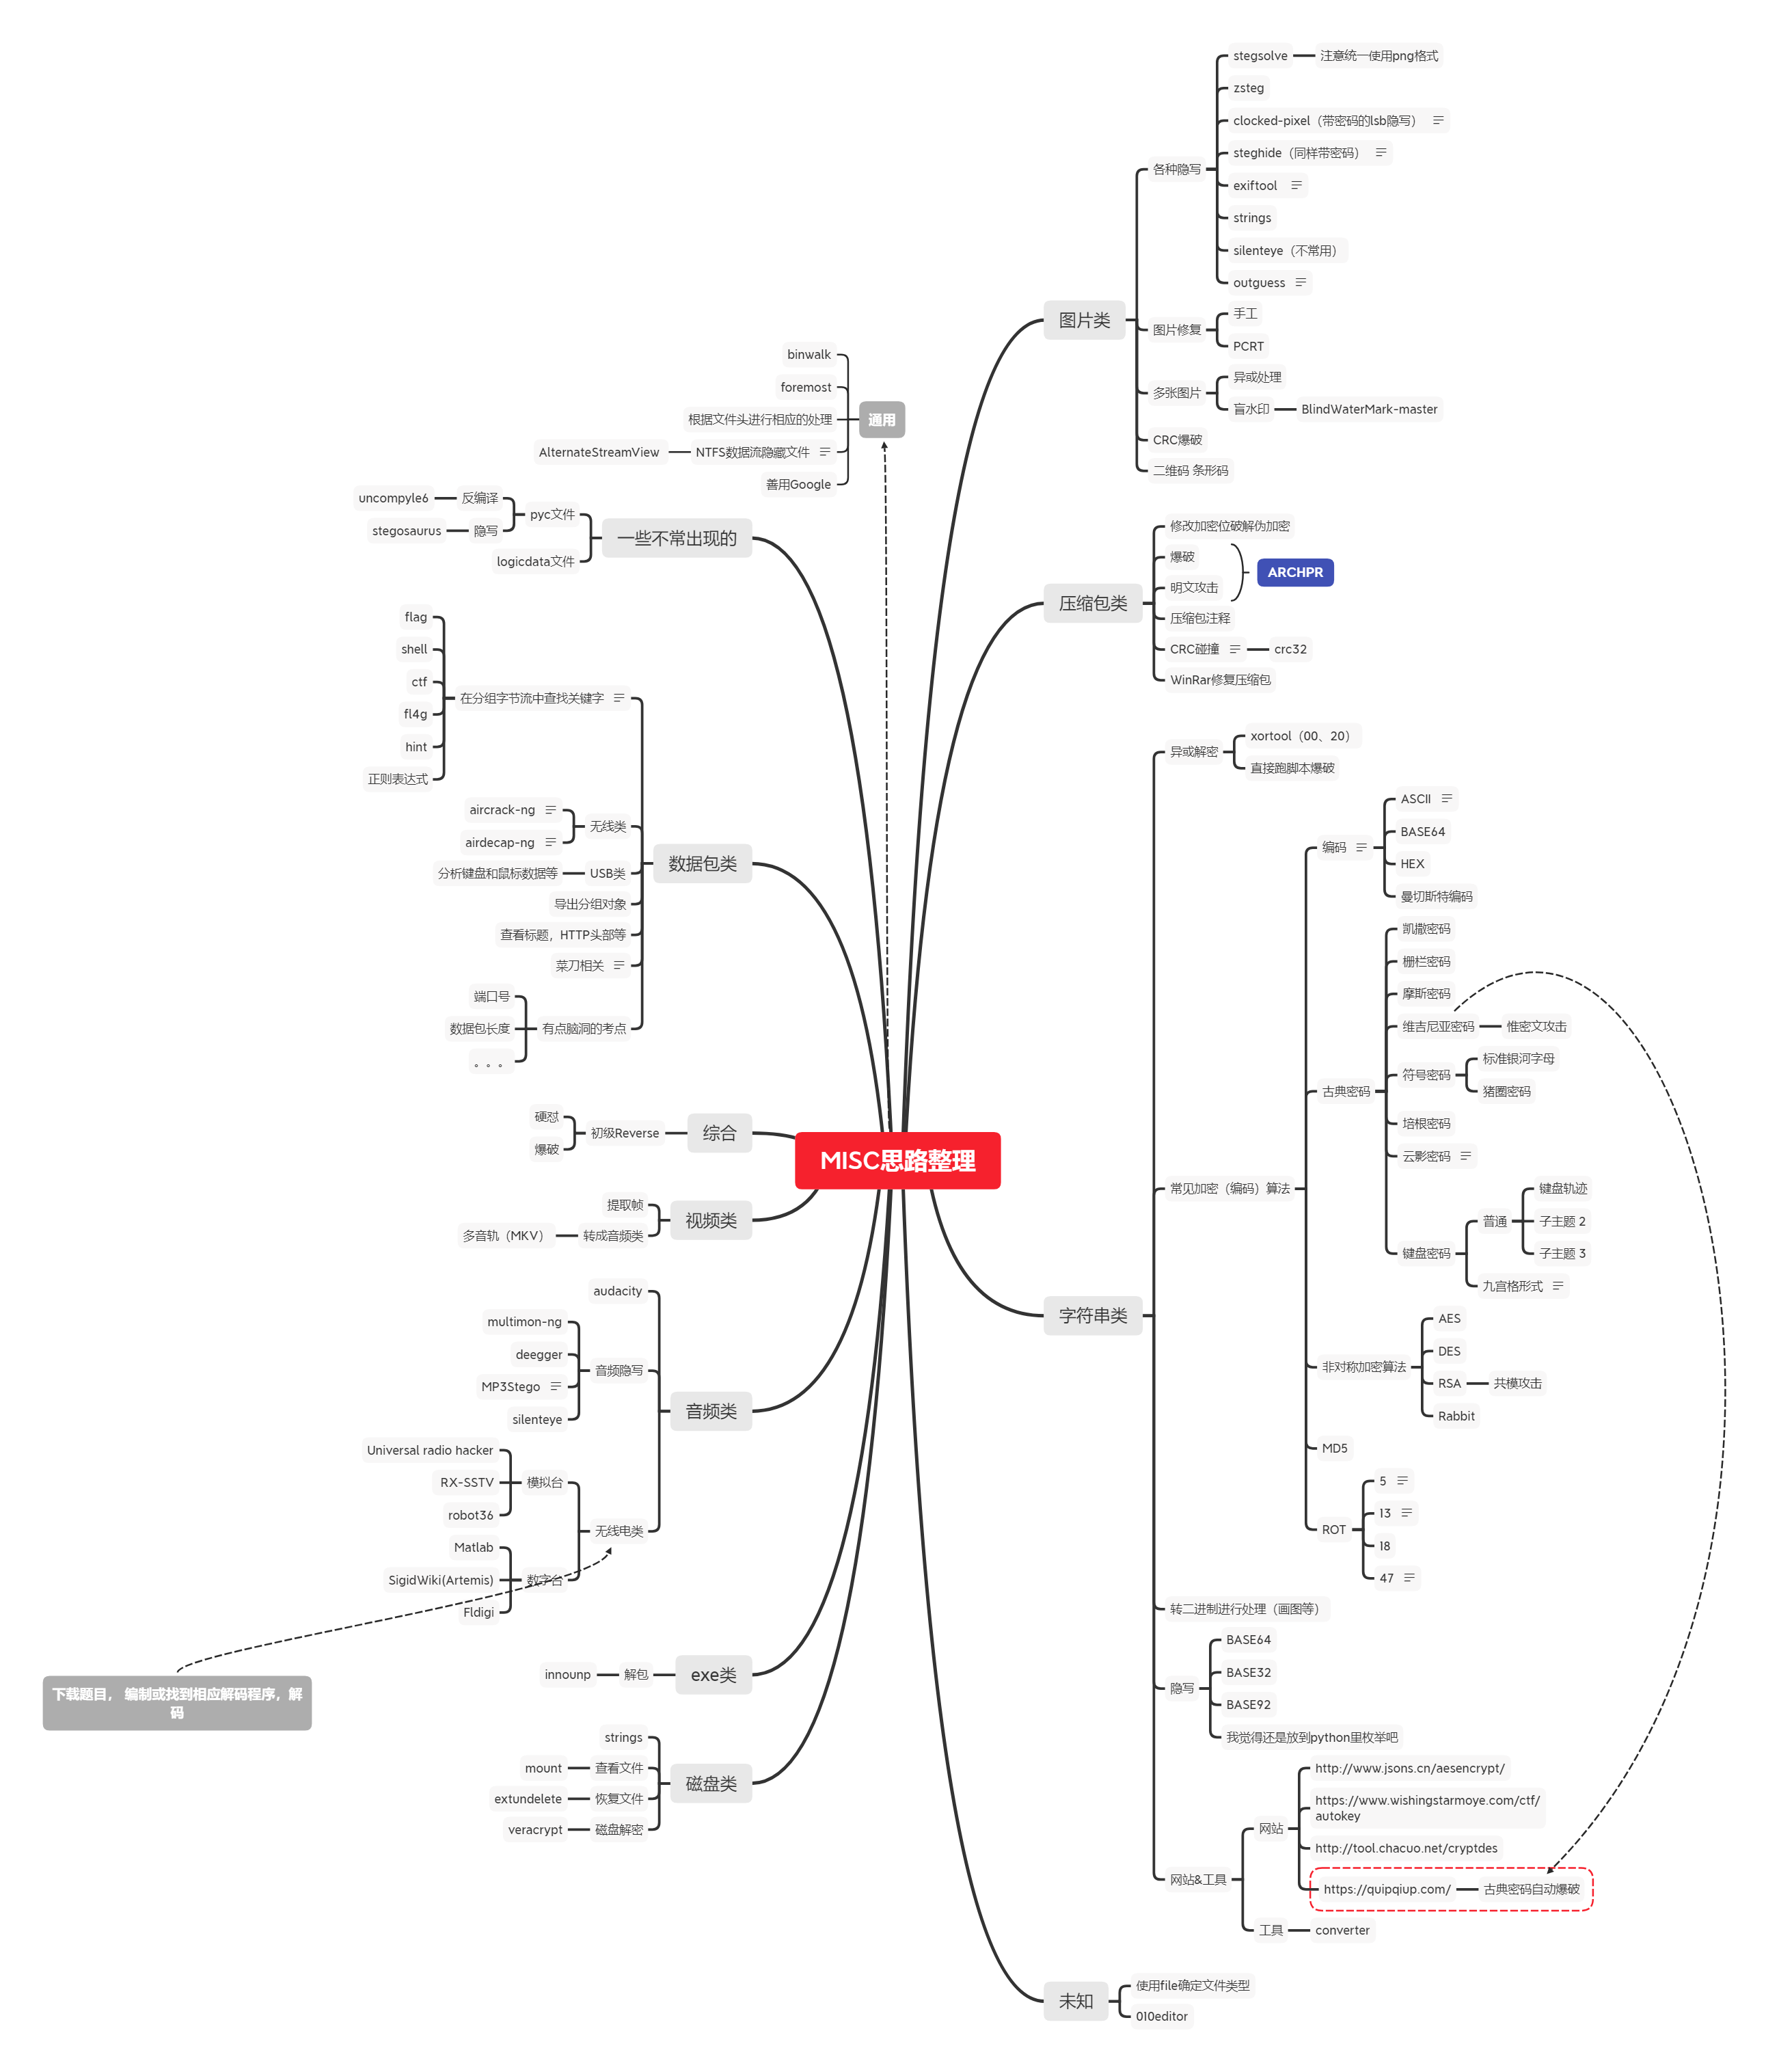 MISC思路整理
图片类
各种隐写
stegsolve
注意统一使用png格式
zsteg
clocked-pixel（带密码的lsb隐写）
steghide（同样带密码）
exiftool
strings
silenteye（不常用）
outguess
图片修复
手工
PCRT
多张图片
异或处理
盲水印
BlindWaterMark-master
CRC爆破
二维码 条形码
压缩包类
修改加密位破解伪加密
爆破
明文攻击
ARCHPR
压缩包注释
CRC碰撞
crc32
WinRar修复压缩包
字符串类
异或解密
xortool（00、20）
直接跑脚本爆破
常见加密（编码）算法
编码
ASCII
BASE64
HEX
曼切斯特编码
古典密码
凯撒密码
栅栏密码
摩斯密码
维吉尼亚密码
惟密文攻击
符号密码
标准银河字母
猪圈密码
培根密码
云影密码
键盘密码
普通
键盘轨迹
子主题 2
子主题 3
九宫格形式
非对称加密算法
AES
DES
RSA
共模攻击
Rabbit
MD5
ROT
5
13
18
47
转二进制进行处理（画图等）
隐写
BASE64
BASE32
BASE92
我觉得还是放到python里枚举吧
网站&工具
网站
http://www.jsons.cn/aesencrypt/
https://www.wishingstarmoye.com/ctf/
autokey
http://tool.chacuo.net/cryptdes
https://quipqiup.com/
古典密码自动爆破
工具
converter
未知
使用file确定文件类型
010editor
通用
binwalk
foremost
根据文件头进行相应的处理
NTFS数据流隐藏文件
AlternateStreamView
善用Google
一些不常出现的
pyc文件
反编译
uncompyle6
隐写
stegosaurus
logicdata文件
数据包类
在分组字节流中查找关键字
flag
shell
ctf
fl4g
hint
正则表达式
无线类
aircrack-ng
airdecap-ng
USB类
分析键盘和鼠标数据等
导出分组对象
查看标题，HTTP头部等
菜刀相关
有点脑洞的考点
端口号
数据包长度
。。。
综合
初级Reverse
硬怼
爆破
视频类
提取帧
转成音频类
多音轨（MKV）
音频类
audacity
音频隐写
multimon-ng
deegger
MP3Stego
silenteye
无线电类
模拟台
Universal radio hacker
RX-SSTV
robot36
数字台
Matlab
SigidWiki(Artemis)
Fldigi
下载题目， 编制或找到相应解码程序，解
码
exe类
解包
innounp
磁盘类
strings
查看文件
mount
恢复文件
extundelete
磁盘解密
veracrypt